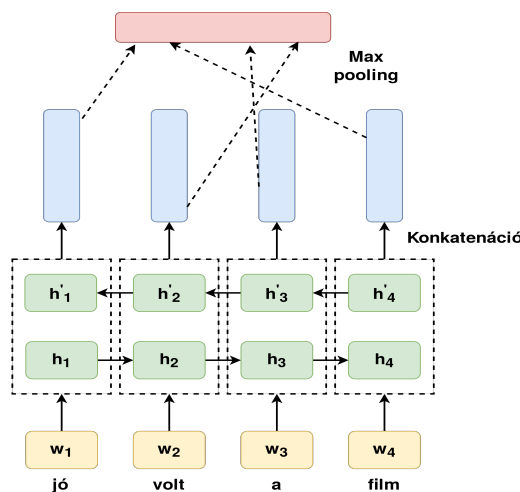 Max
pooling
Konkatenáció
h'1 h'2 h'3 h'4
h1 h2 h3 h4
w1 w2 w3 w4
jó volt a film